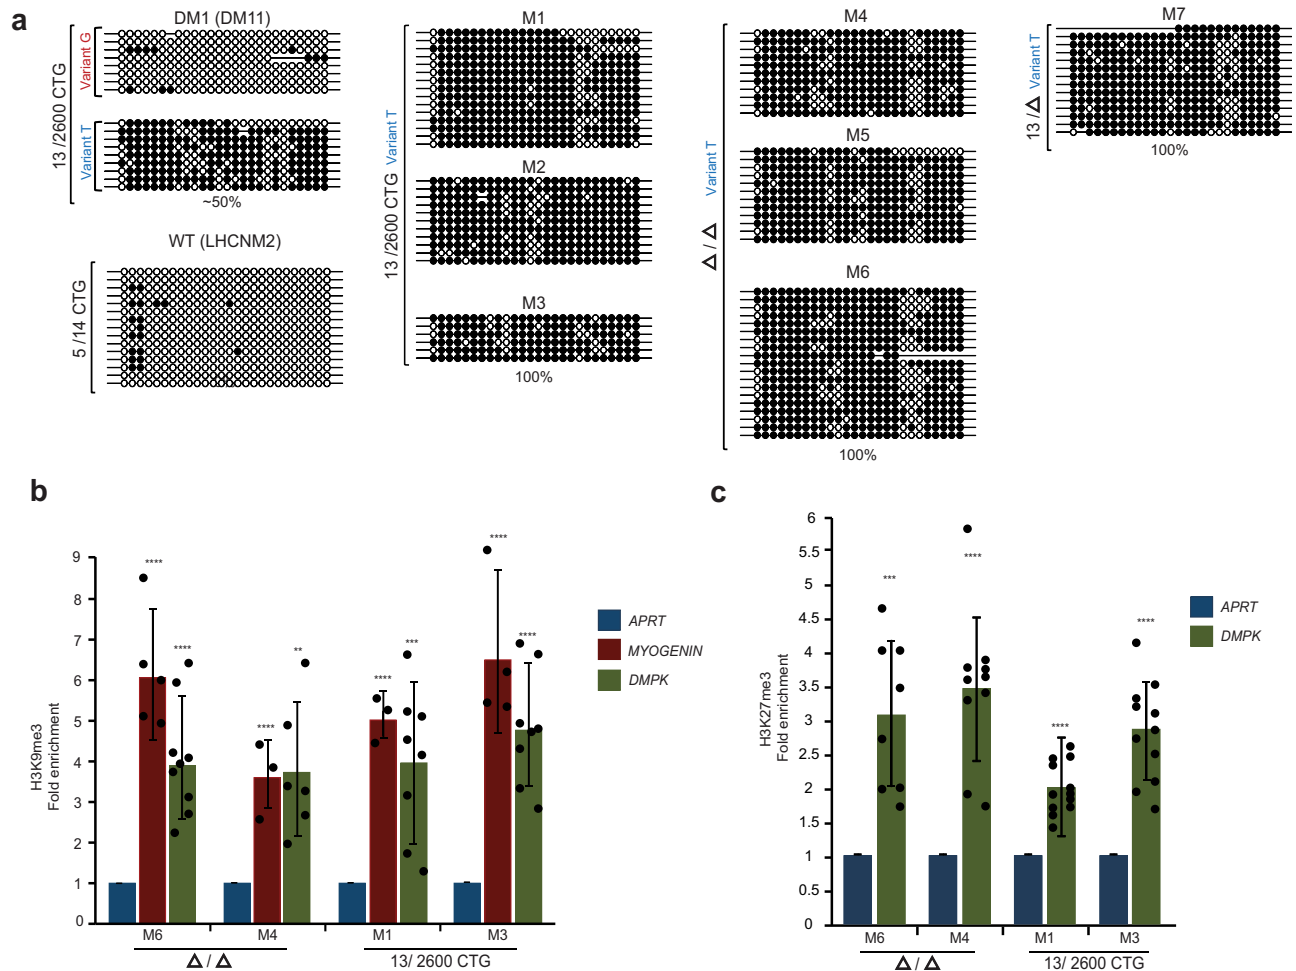 a
DM1 (DM11)
13 /2600 CTG
Variant G
Variant T
~50%
WT (LHCNM2)
5 /14 CTG
M1
13 /2600 CTG
Variant T
M2
M3
100%
M4
Δ / Δ
Variant T
M5
M6
100%
M7
13 /Δ
Variant T
100%
b
H3K9me3
Fold enrichment
9
8
7
6
5
4
3
2
1
0
****
****
****
**
****
***
****
****
APRT
MYOGENIN
DMPK
M6
M4
M1
M3
Δ / Δ
13/ 2600 CTG
c
H3K27me3
Fold enrichment
6
5.5
5
4.5
4
3.5
3
2.5
2
1.5
1
0.5
0
***
****
****
****
APRT
DMPK
M6
M4
M1
M3
Δ / Δ
13/ 2600 CTG